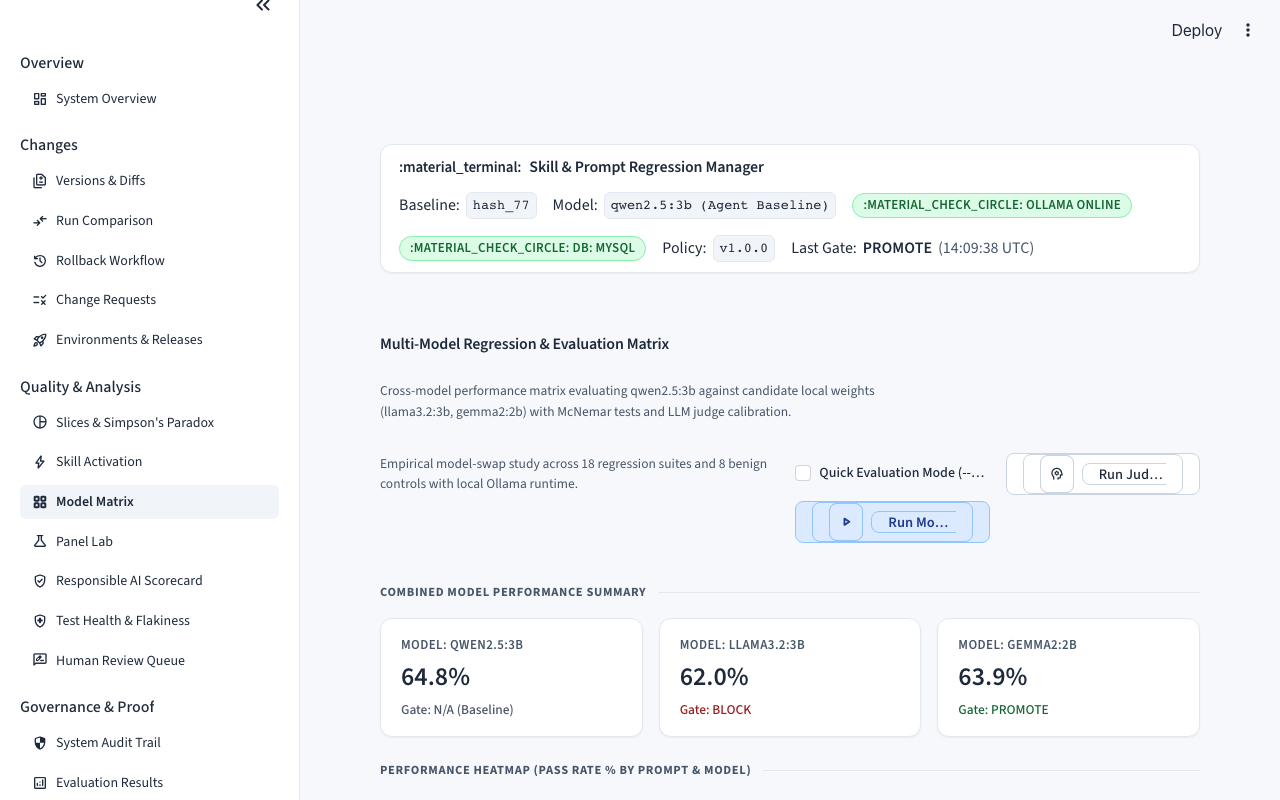 Deploy
Overview
System Overview
Changes
Versions & Diffs
Run Comparison
Rollback Workflow
Change Requests
Environments & Releases
Quality & Analysis
Slices & Simpson's Paradox
Skill Activation
Model Matrix
Panel Lab
Responsible AI Scorecard
Test Health & Flakiness
Human Review Queue
Governance & Proof
System Audit Trail
Evaluation Results
:material_terminal: Skill & Prompt Regression Manager
Baseline: hash_77 Model: qwen2.5:3b (Agent Baseline) :MATERIAL_CHECK_CIRCLE: OLLAMA ONLINE
:MATERIAL_CHECK_CIRCLE: DB: MYSQL Policy: v1.0.0 Last Gate: PROMOTE (14:09:38 UTC)
Multi-Model Regression & Evaluation Matrix
Cross-model performance matrix evaluating qwen2.5:3b against candidate local weights
(llama3.2:3b, gemma2:2b) with McNemar tests and LLM judge calibration.
Empirical model-swap study across 18 regression suites and 8 benign
controls with local Ollama runtime.
Quick Evaluation Mode (--…
Run Jud…
Run Mo…
COMBINED MODEL PERFORMANCE SUMMARY
MODEL: QWEN2.5:3B
64.8%
Gate: N/A (Baseline)
MODEL: LLAMA3.2:3B
62.0%
Gate: BLOCK
MODEL: GEMMA2:2B
63.9%
Gate: PROMOTE
PERFORMANCE HEATMAP (PASS RATE % BY PROMPT & MODEL)